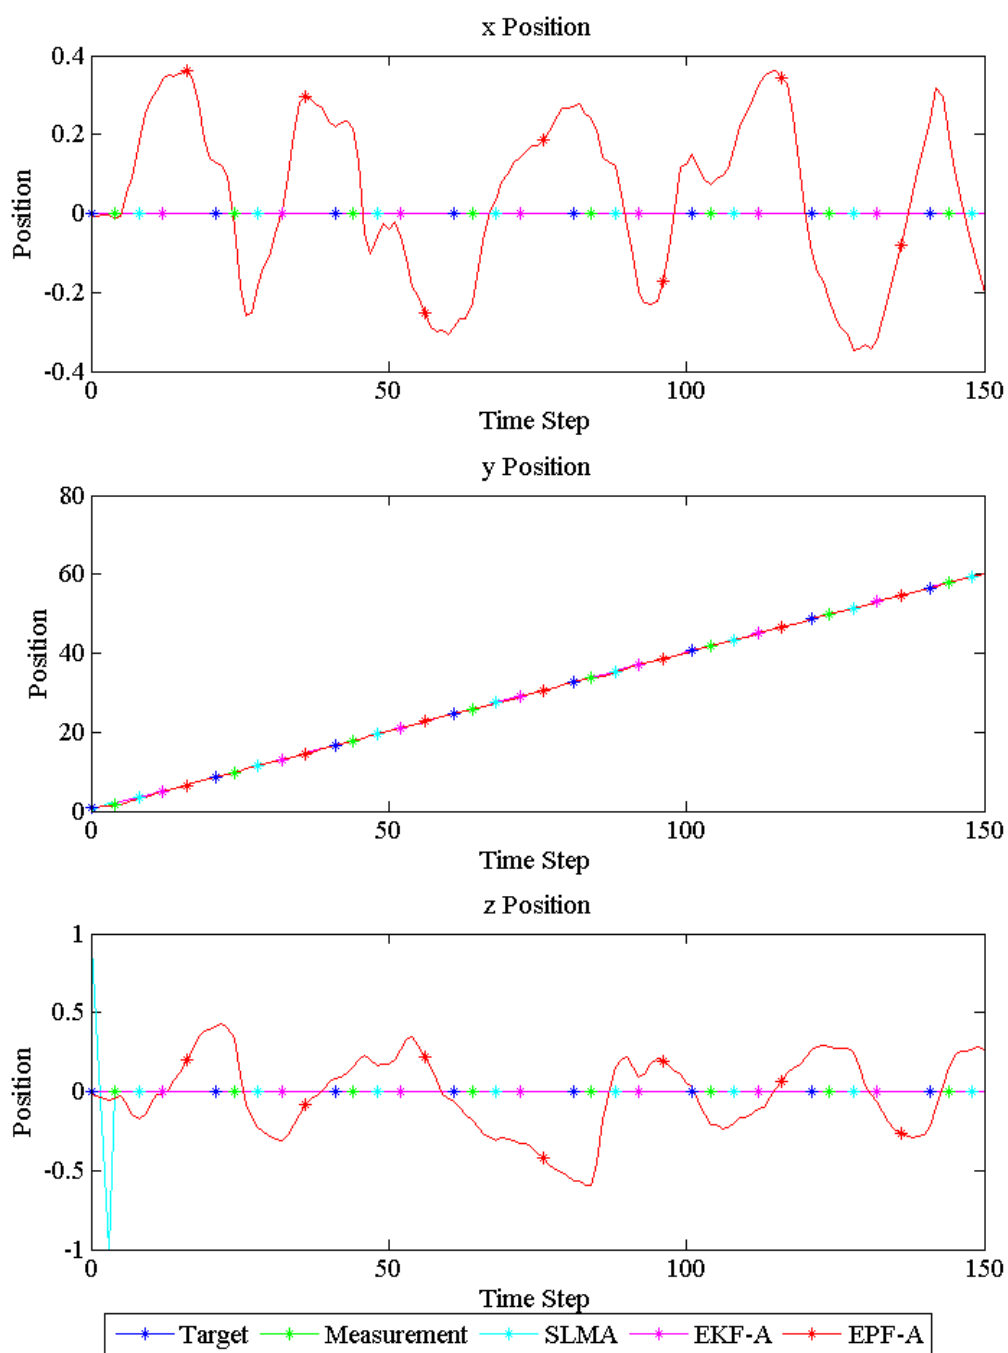 x Position
0.4
0.2
0
-0.2
-0.4
Position
0 50 100 150
Time Step
y Position
80
60
40
20
0
Position
0 50 100 150
Time Step
z Position
1
0.5
0
-0.5
-1
Position
0 50 100 150
Time Step
Target Measurement SLMA EKF-A EPF-A